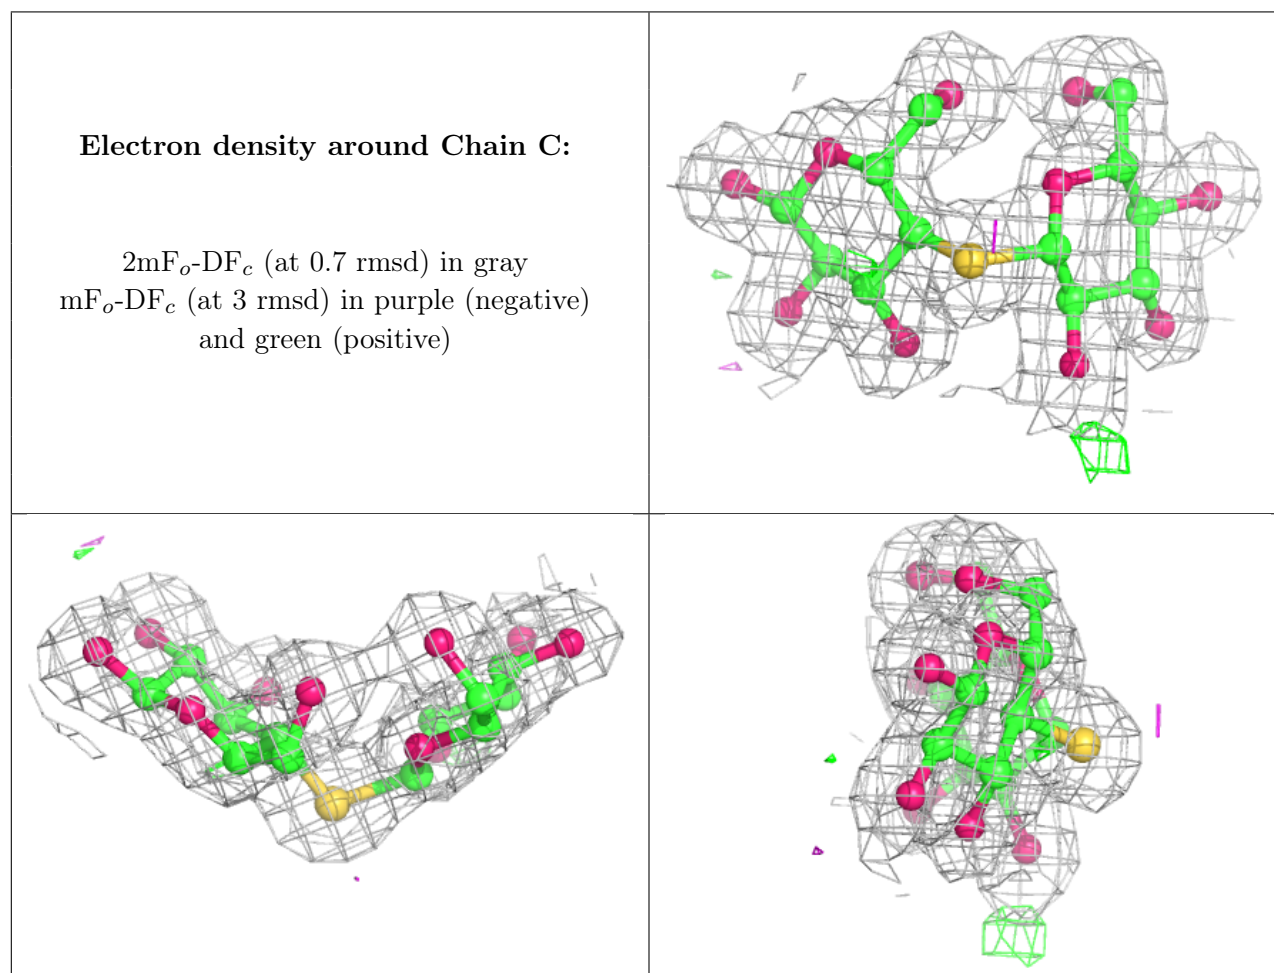 Electron density around Chain C:
2mFₒ-DF𝒸 (at 0.7 rmsd) in gray
mFₒ-DF𝒸 (at 3 rmsd) in purple (negative)
and green (positive)